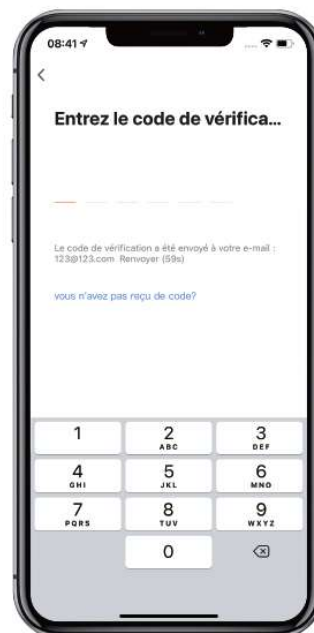 08:41
Entrez le code de vérifica...
Le code de vérification a été envoyé à votre e-mail :
123@123.com Renvoyer (59s)
vous n'avez pas reçu de code?
1 2 3
ABC DEF
4 5 6
GHI JKL MNO
7 8 9
PQRS TUV WXYZ
0